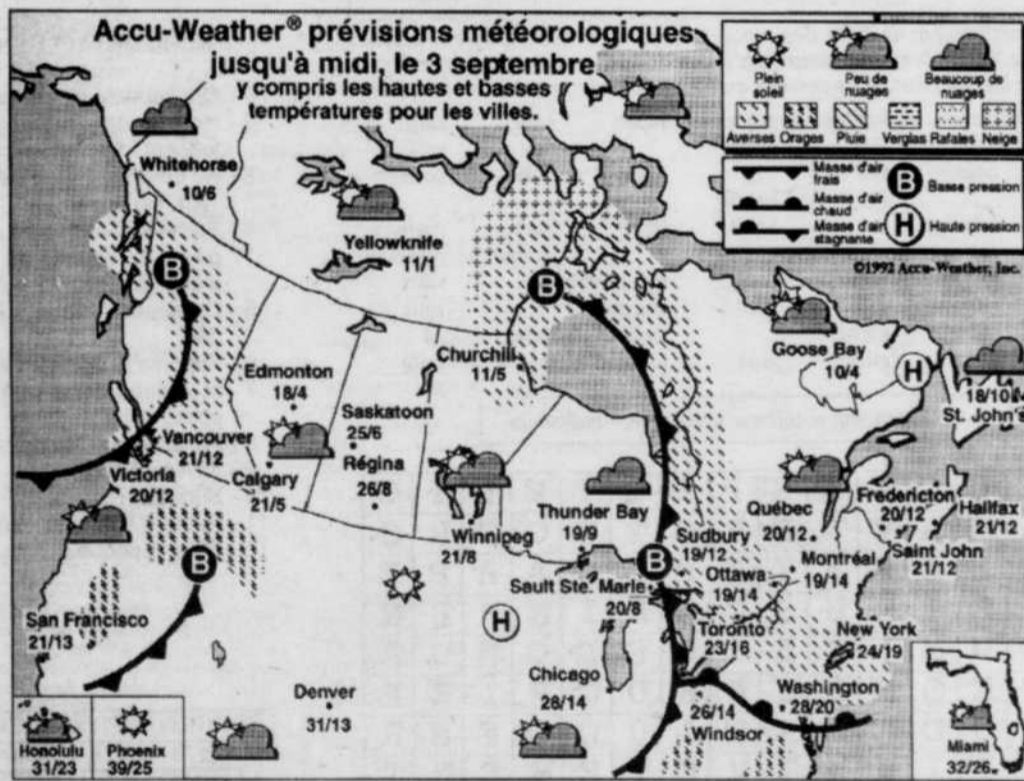 Accu-Weather® prévisions météorologiques
jusqu'à midi, le 3 septembre
y compris les hautes et basses
températures pour les villes.
Plein soleil
Peu de nuages
Beaucoup de nuages
Averses Orages Pluie Verglas Rafales Neige
Masse d'air frais
B Basse pression
Masse d'air chaud
Masse d'air stagnante
H Haute pression
©1992 Accu-Weather, Inc.
Whitehorse
10/6
Yellowknife
11/1
B
B
Churchill
11/5
Goose Bay
10/4
H
18/10
St. John's
Edmonton
18/4
Saskatoon
25/6
Régina
26/8
Vancouver
21/12
Victoria
20/12
Calgary
21/5
Winnipeg
21/8
Thunder Bay
19/9
Sudbury
19/12
Québec
20/12
Fredericton
20/12
Halifax
21/12
Saint John
21/12
Montréal
19/14
Ottawa
19/14
B
B
Sault Ste. Marie
20/8
H
San Francisco
21/13
Toronto
23/16
New York
24/19
Chicago
28/14
Denver
31/13
26/14
Windsor
Washington
28/20
Honolulu
31/23
Phoenix
39/25
Miami
32/26